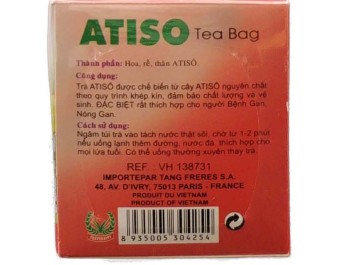 ATISO Tea Bag
Thành phần: Hoa, rễ, thân ATISÔ.
Công dụng:
Trà ATISÔ được chế biến từ cây ATISÔ nguyên chất
theo quy trình khép kín, đảm bảo chất lượng và vệ
sinh. ĐẶC BIỆT rất thích hợp cho người Bệnh Gan,
Nóng Gan.
Cách sử dụng:
Ngâm túi trà vào tách nước thật sôi, chờ từ 1-2 phút
nếu uống lạnh thêm đường, nước đá, thích hợp cho
mọi lứa tuổi. Có thể uống thường xuyên thay trà.
REF. : VH 138731
IMPORTEPAR TANG FRERES S.A.
48, AV. D'IVRY, 75013 PARIS - FRANCE
PRODUIT DU VIETNAM
PRODUCT OF VIETNAM
8 935005 304254